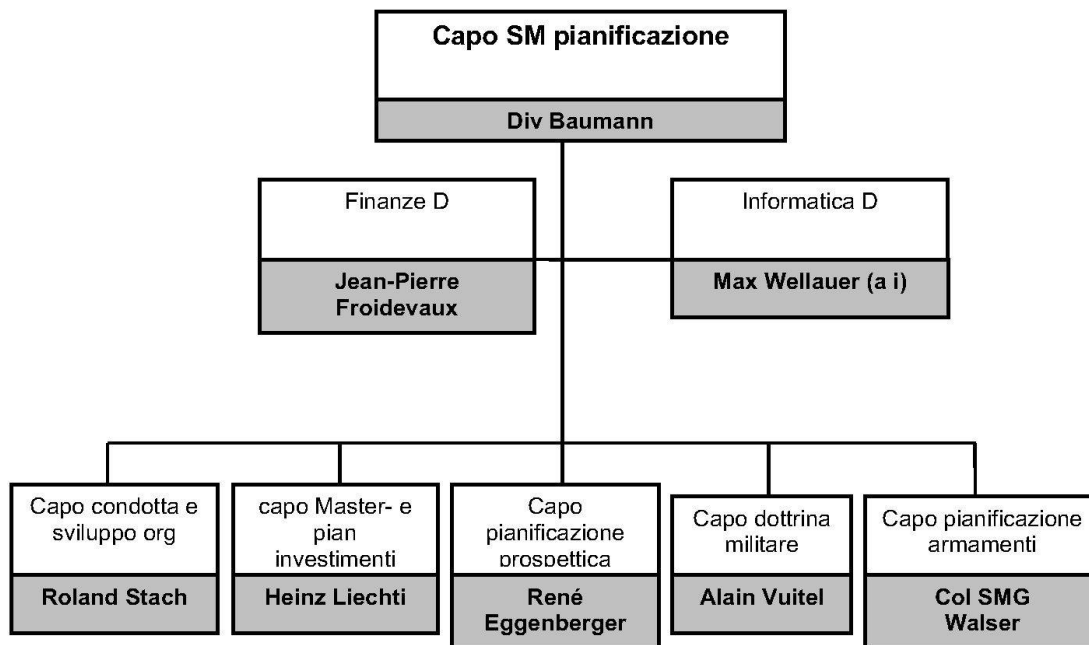 Capo SM pianificazione
Div Baumann
Finanze D
Jean-Pierre
Froidevaux
Informatica D
Max Wellauer (a i)
Capo condotta e
sviluppo org
Roland Stach
capo Master- e
pian
investimenti
Heinz Liechti
Capo
pianificazione
prospettica
René
Eggenberger
Capo dottrina
militare
Alain Vuitel
Capo pianificazione
armamenti
Col SMG
Walser